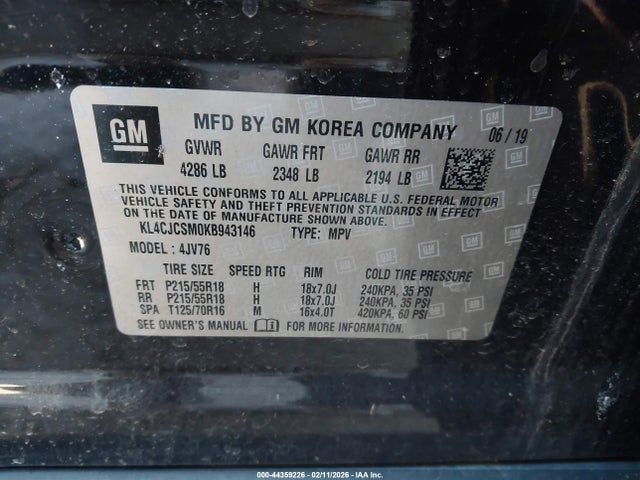 GM
MFD BY GM KOREA COMPANY 06/19
GVWR GAWR FRT GAWR RR
4286 LB 2348 LB 2194 LB
THIS VEHICLE CONFORMS TO ALL APPLICABLE U.S. FEDERAL MOTOR
VEHICLE SAFETY AND THEFT PREVENTION STANDARDS IN EFFECT
ON THE DATE OF MANUFACTURE SHOWN ABOVE.
KL4CJCSM0KB943146 TYPE: MPV
MODEL: 4JV76
TIRE SIZE SPEED RTG RIM COLD TIRE PRESSURE
FRT P215/55R18 H 18x7.0J 240KPA, 35 PSI
RR P215/55R18 H 18x7.0J 240KPA, 35 PSI
SPA T125/70R16 M 16x4.0T 420KPA, 60 PSI
SEE OWNER'S MANUAL FOR MORE INFORMATION.
000-44359226 - 02/11/2026 - IAA Inc.